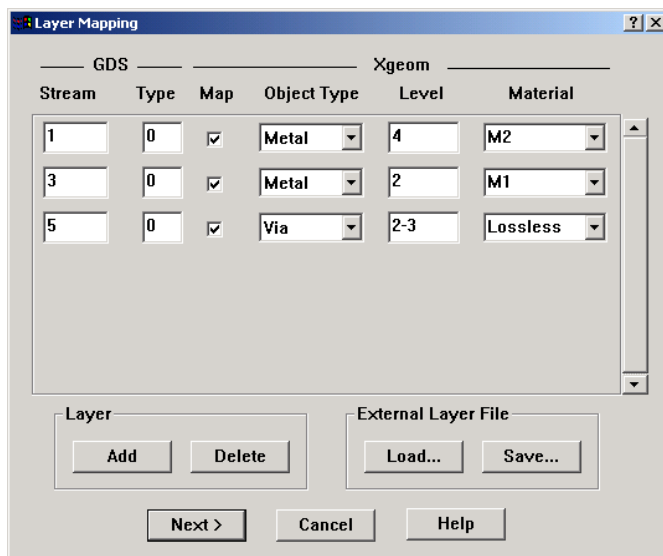 Layer Mapping
GDS Xgeom
Stream Type Map Object Type Level Material
1 0 Metal 4 M2
3 0 Metal 2 M1
5 0 Via 2-3 Lossless
Layer External Layer File
Add Delete Load... Save...
Next > Cancel Help